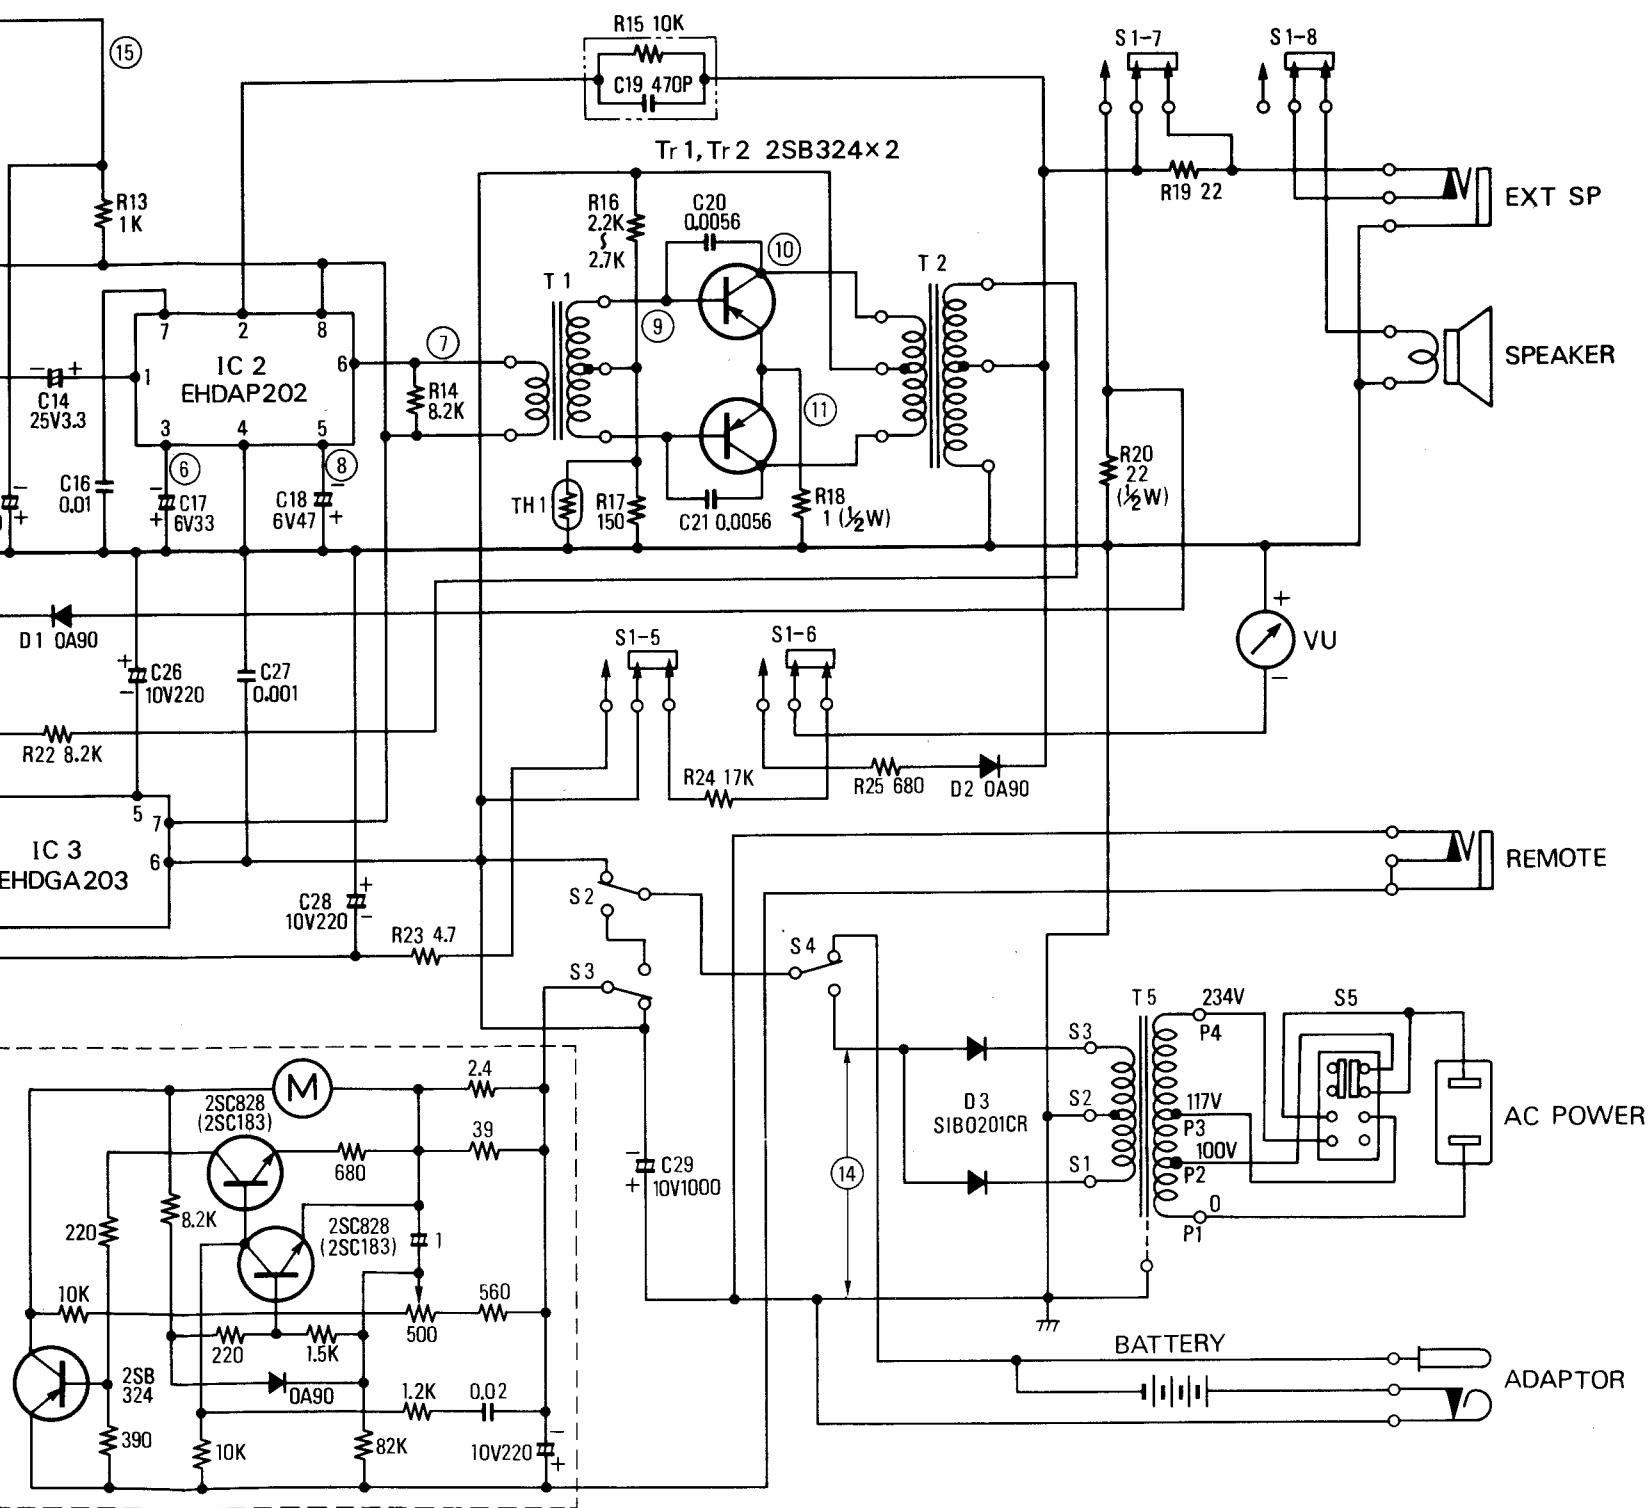 R15 10K
C19 470P
15
S1-7
S1-8
Tr1, Tr2 2SB324×2
R13
1K
R16
2.2K
~
2.7K
C20
0.0056
10
R19 22
EXT SP
T1
T2
9
7
2
8
IC 2
EHDAP202
1
6
7
3
4
5
C14
25V3.3
R14
8.2K
11
SPEAKER
C16
0.01
6
C17
6V33
C18
6V47
8
TH1
R17
150
C21 0.0056
R18
1 (½W)
R20
22
(½W)
D1 OA90
C26
10V220
C27
0.001
S1-5
S1-6
VU
R22 8.2K
R24 17K
R25 680
D2 OA90
5
7
6
IC 3
EHDGA203
REMOTE
C28
10V220
R23 4.7
S2
S3
S4
T5
234V
P4
S5
S3
S2
S1
D3
SIB0201CR
117V
P3
100V
P2
0
P1
AC POWER
M
2.4
2SC828
(2SC183)
680
39
C29
10V1000
14
8.2K
220
2SC828
(2SC183)
1
10K
500
560
220
1.5K
BATTERY
2SB
324
OA90
1.2K
0.02
ADAPTOR
390
10K
82K
10V220